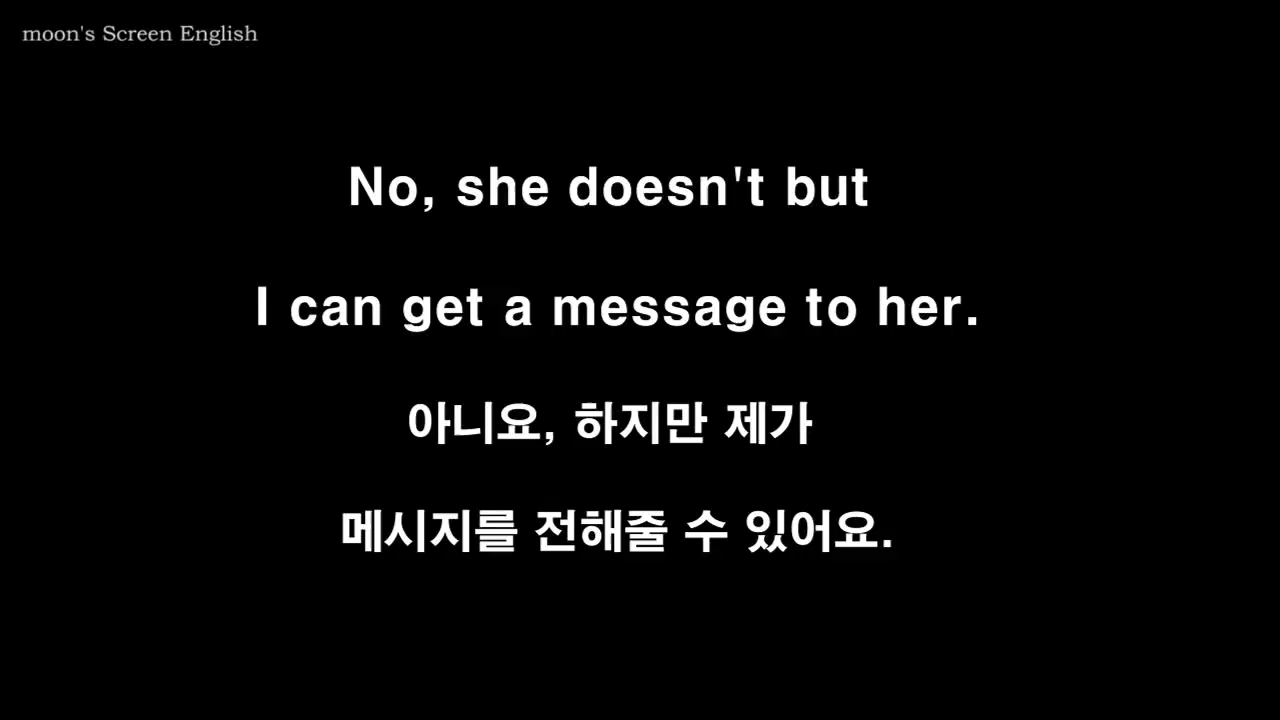 moon's Screen English
No, she doesn't but
I can get a message to her.
아니요, 하지만 제가
메시지를 전해줄 수 있어요.